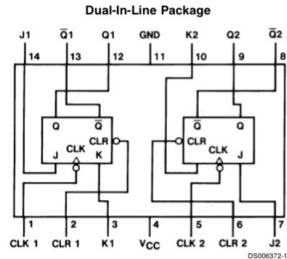 Dual-In-Line Package
J1 Q̅1 Q1 GND K2 Q2 Q̅2
14 13 12 11 10 9 8
Q Q̅ Q̅ Q
CLR CLR
CLK CLK
J K K J
1 2 3 4 5 6 7
CLK 1 CLR 1 K1 VCC CLK 2 CLR 2 J2
DS006372-1